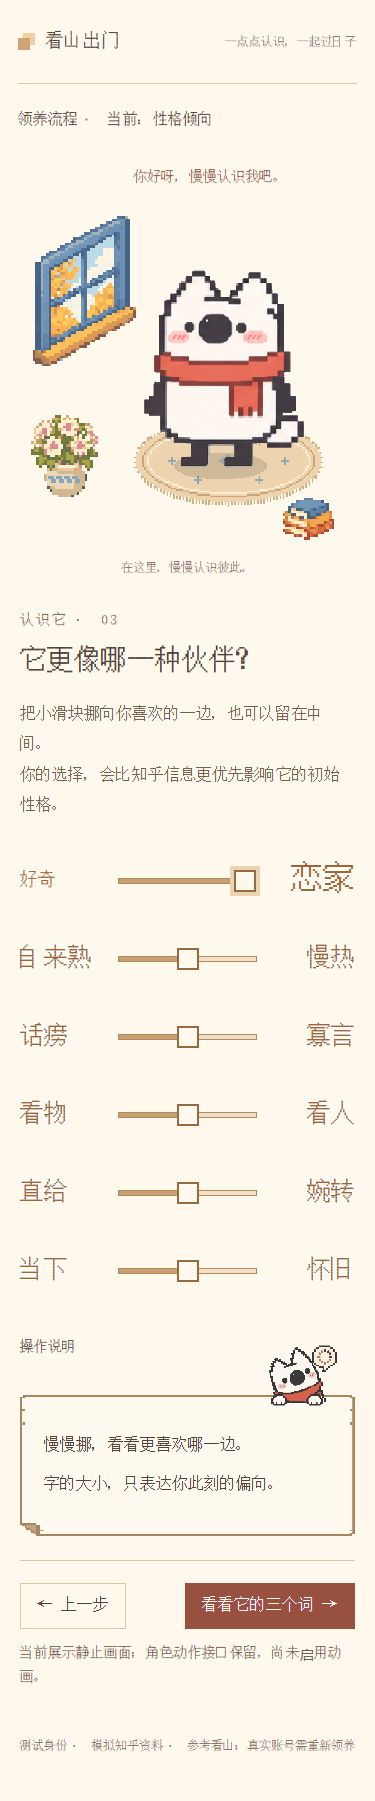 看山出门
一点点认识，一起过日子
领养流程 · 当前：性格倾向
你好呀，慢慢认识我吧。
在这里，慢慢认识彼此。
认识它 · 03
它更像哪一种伙伴？
把小滑块挪向你喜欢的一边，也可以留在中
间。
你的选择，会比知乎信息更优先影响它的初始
性格。
好奇 恋家
自来熟 慢热
话痨 寡言
看物 看人
直给 婉转
当下 怀旧
操作说明
慢慢挪，看看更喜欢哪一边。
字的大小，只表达你此刻的偏向。
← 上一步 看看它的三个词 →
当前展示静止画面；角色动作接口保留，尚未启用动
画。
测试身份 · 模拟知乎资料 · 参考看山；真实账号需重新领养